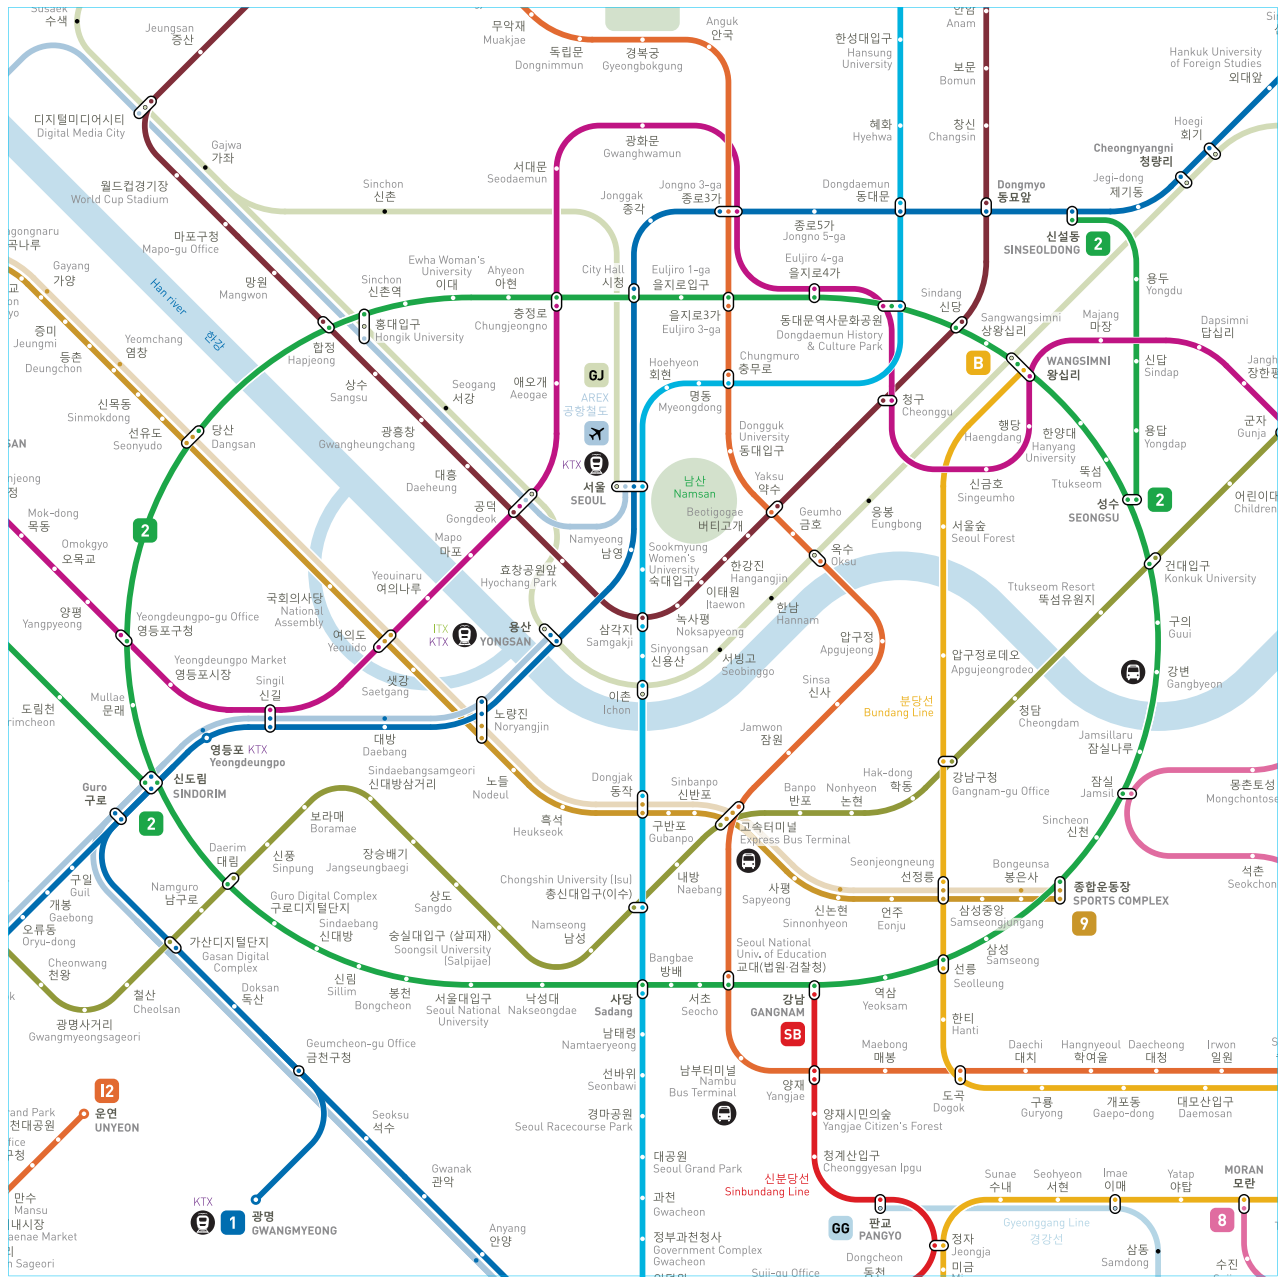 수색
Jeungsan
증산
디지털미디어시티
Digital Media City
Gajwa
가좌
월드컵경기장
World Cup Stadium
마포구청
Mapo-gu Office
망원
Mangwon
Sinchon
신촌
무악재
Muakjae
독립문
Dongnimmun
경복궁
Gyeongbokgung
Anguk
안국
한성대입구
Hansung
University
Anam
보문
Bomun
창신
Changsin
혜화
Hyehwa
Hankuk University
of Foreign Studies
외대앞
Hoegi
회기
Cheongnyangni
청량리
Jegi-dong
제기동
Dongmyo
동묘앞
Dongdaemun
동대문
신설동
SINSEOLDONG
2
서대문
Seodaemun
광화문
Gwanghwamun
Jonggak
종각
Jongno 3-ga
종로3가
종로5가
Jongno 5-ga
Euljiro 4-ga
을지로4가
Euljiro 1-ga
을지로입구
City Hall
시청
Ewha Woman's
University
이대
Ahyeon
아현
Sinchon
신촌역
홍대입구
Hongik University
합정
Hapjeong
충정로
Chungjeongno
을지로3가
Euljiro 3-ga
동대문역사문화공원
Dongdaemun History
& Culture Park
Sindang
신당
Sangwangsimni
상왕십리
용두
Yongdu
Majang
마장
Dapsimni
답십리
신답
Sindap
용답
Yongdap
B
WANGSIMNI
왕십리
Gayang
가양
증미
Jeungmi
등촌
Deungchon
Yeomchang
염창
신목동
Sinmokdong
선유도
Seonyudo
당산
Dangsan
Han river
한강
상수
Sangsu
광흥창
Gwangheungchang
대흥
Daeheung
Seogang
서강
공덕
Gongdeok
애오개
Aeogae
GJ
AREX
공항철도
KTX
서울
SEOUL
Hoehyeon
회현
명동
Myeongdong
Chungmuro
충무로
Dongguk
University
동대입구
남산
Namsan
Yaksu
약수
Beotigogae
버티고개
Geumho
금호
옥수
Oksu
응봉
Eungbong
청구
Cheonggu
신금호
Singeumho
행당
Haengdang
한양대
Hanyang
University
뚝섬
Ttukseom
성수
SEONGSU
2
군자
Gunja
건대입구
Konkuk University
Ttukseom Resort
뚝섬유원지
구의
Guui
강변
Gangbyeon
Jamsillaru
잠실나루
잠실
Jamsil
Sincheon
신천
몽촌토성
석촌
서울숲
Seoul Forest
압구정로데오
Apgujeongrodeo
분당선
Bundang Line
청담
Cheongdam
강남구청
Gangnam-gu Office
Mok-dong
목동
Omokgyo
오목교
양평
Yangpyeong
2
Yeongdeungpo-gu Office
영등포구청
Yeongdeungpo Market
영등포시장
Singil
신길
국회의사당
National
Assembly
여의도
Yeouido
Yeouinaru
여의나루
Mapo
마포
효창공원앞
Hyochang Park
Namyeong
남영
ITX
KTX
용산
YONGSAN
Sookmyung
Women's
University
숙대입구
삼각지
Samgakji
녹사평
Noksapyeong
이태원
Itaewon
한강진
Hangangjin
한남
Hannam
서빙고
Seobinggo
Sinyongsan
신용산
이촌
Ichon
압구정
Apgujeong
Sinsa
신사
Jamwon
잠원
Mullae
문래
도림천
영등포 KTX
Yeongdeungpo
신도림
SINDORIM
2
Guro
구로
대방
Daebang
샛강
Saetgang
노량진
Noryangjin
Sindaebangsamgeori
신대방삼거리
노들
Nodeul
흑석
Heukseok
Dongjak
동작
구반포
Gubanpo
Sinbanpo
신반포
고속터미널
Express Bus Terminal
Banpo
반포
Nonhyeon
논현
Hak-dong
학동
사평
Sapyeong
신논현
Sinnonhyeon
언주
Eonju
Seonjeongneung
선정릉
삼성중앙
Samseongjungang
Bongeunsa
봉은사
종합운동장
SPORTS COMPLEX
9
삼성
Samseong
선릉
Seolleung
한티
Hanti
역삼
Yeoksam
강남
GANGNAM
SB
구일
Guil
개봉
Gaebong
오류동
Oryu-dong
Cheonwang
천왕
광명사거리
Gwangmyeongsageori
철산
Cheolsan
Namguro
남구로
Daerim
대림
신풍
Sinpung
보라매
Boramae
장승배기
Jangseungbaegi
상도
Sangdo
숭실대입구 (살피재)
Soongsil University
(Salpijae)
Namseong
남성
Chongshin University (Isu)
총신대입구(이수)
내방
Naebang
Guro Digital Complex
구로디지털단지
Sindaebang
신대방
신림
Sillim
봉천
Bongcheon
서울대입구
Seoul National
University
낙성대
Nakseongdae
사당
Sadang
Bangbae
방배
서초
Seocho
Seoul National
Univ. of Education
교대(법원·검찰청)
가산디지털단지
Gasan Digital
Complex
Doksan
독산
Geumcheon-gu Office
금천구청
Seoksu
석수
Gwanak
관악
Anyang
안양
KTX
1
광명
GWANGMYEONG
I2
운연
UNYEON
만수
Mansu
남태령
Namtaeryeong
선바위
Seonbawi
경마공원
Seoul Racecourse Park
대공원
Seoul Grand Park
과천
Gwacheon
정부과천청사
Government Complex
Gwacheon
남부터미널
Nambu
Bus Terminal
양재
Yangjae
Maebong
매봉
도곡
Dogok
Daechi
대치
Hangnyeoul
학여울
Daecheong
대청
Irwon
일원
구룡
Guryong
개포동
Gaepo-dong
대모산입구
Daemosan
양재시민의숲
Yangjae Citizen's Forest
청계산입구
Cheonggyesan Ipgu
신분당선
Sinbundang Line
GG
판교
PANGYO
정자
Jeongja
미금
Dongcheon
동천
Sunae
수내
Seohyeon
서현
Imae
이매
Yatap
야탑
MORAN
모란
8
Gyeonggang Line
경강선
삼동
Samdong
수진